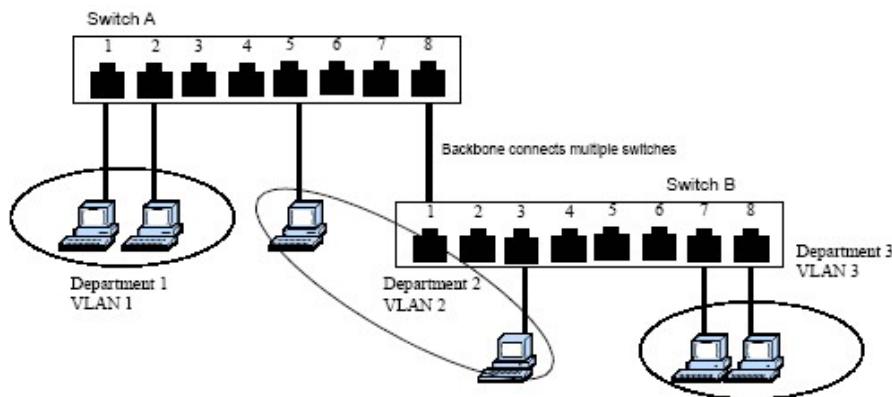 Switch A
1 2 3 4 5 6 7 8
Backbone connects multiple switches
Switch B
1 2 3 4 5 6 7 8
Department 1
VLAN 1
Department 2
VLAN 2
Department 3
VLAN 3